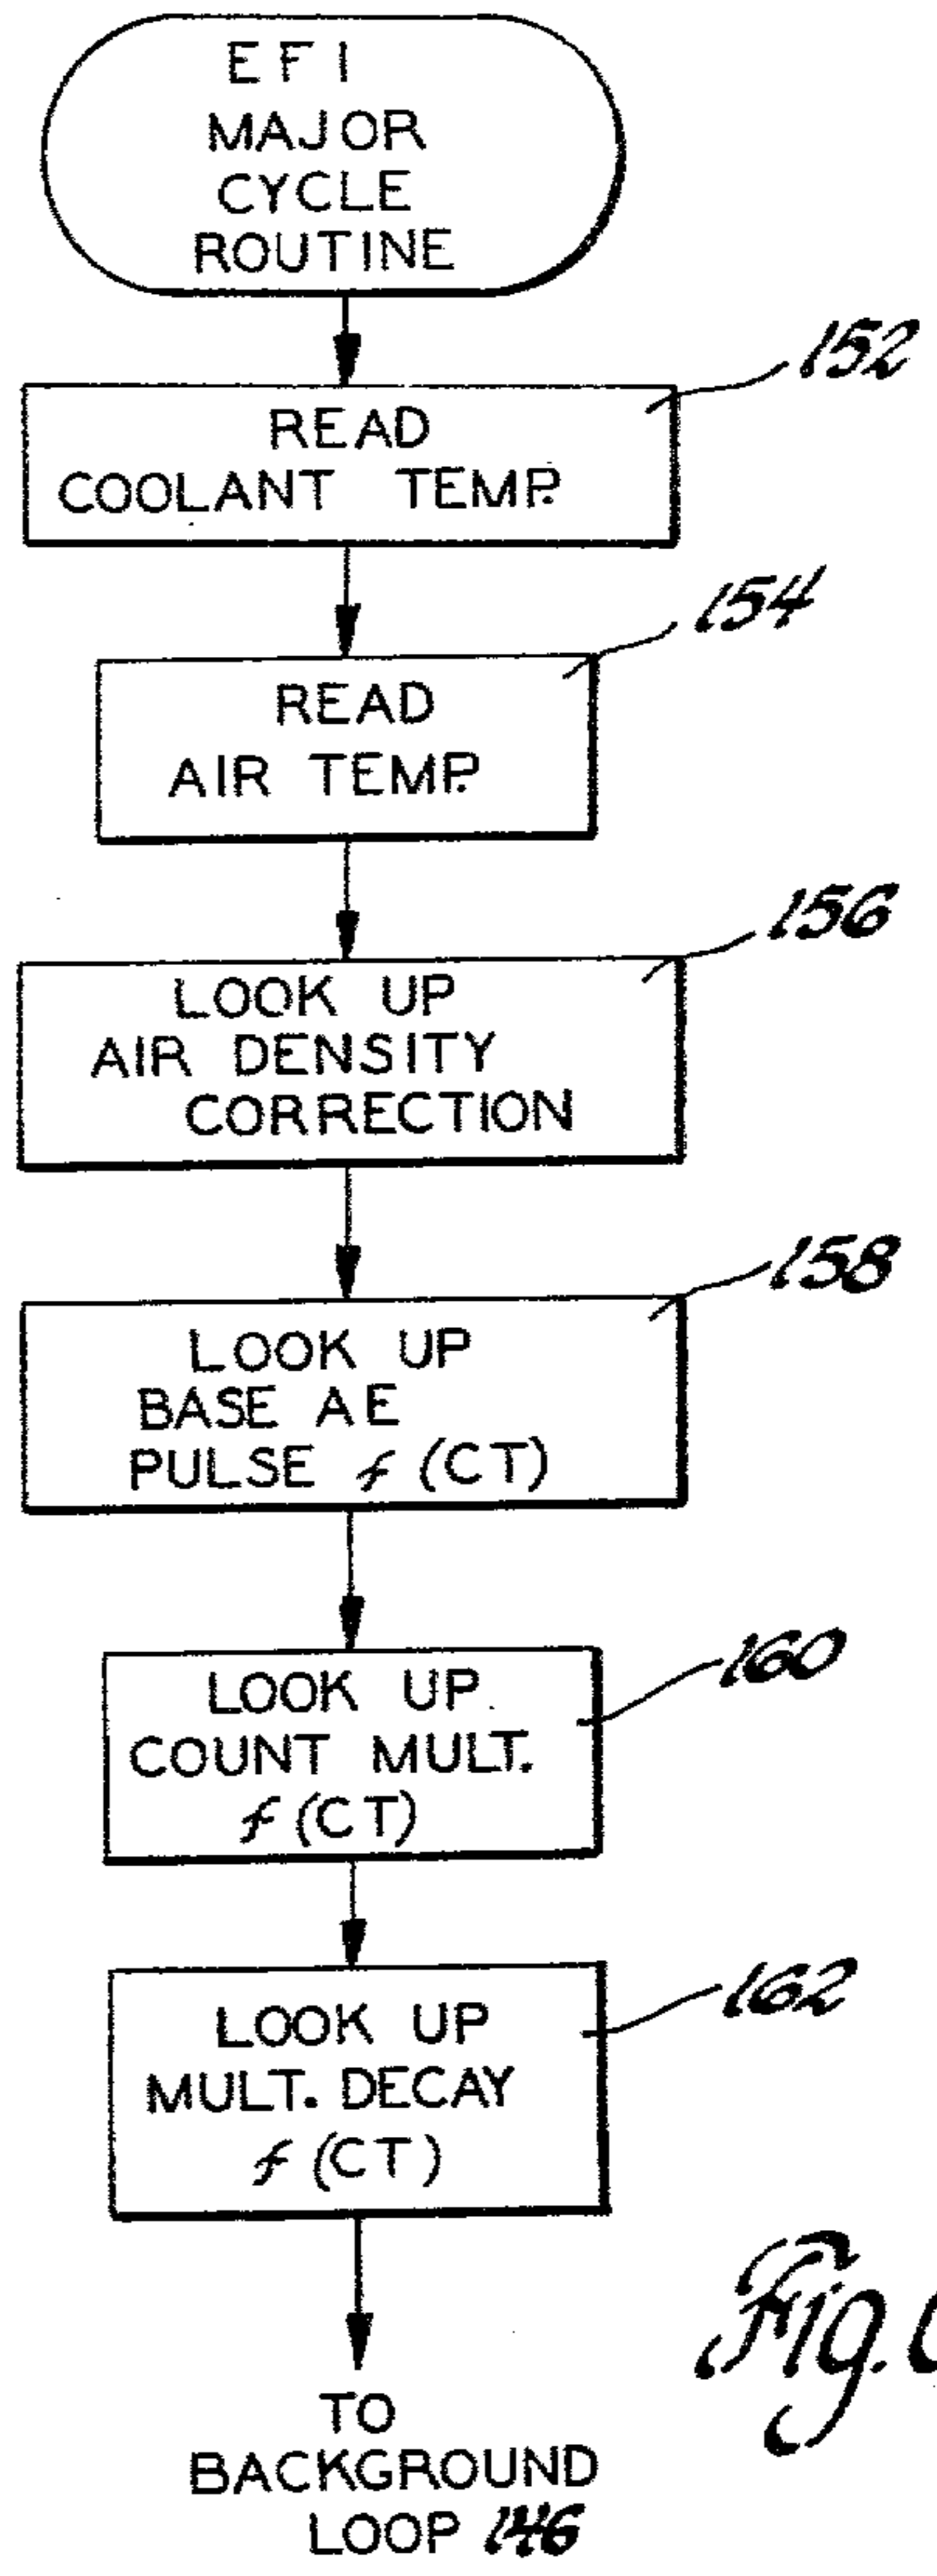 EFI
MAJOR
CYCLE
ROUTINE
152
READ
COOLANT TEMP.
154
READ
AIR TEMP.
156
LOOK UP
AIR DENSITY
CORRECTION
158
LOOK UP
BASE AE
PULSE f (CT)
160
LOOK UP
COUNT MULT.
f (CT)
162
LOOK UP
MULT. DECAY
f (CT)
Fig.
TO
BACKGROUND
LOOP 146